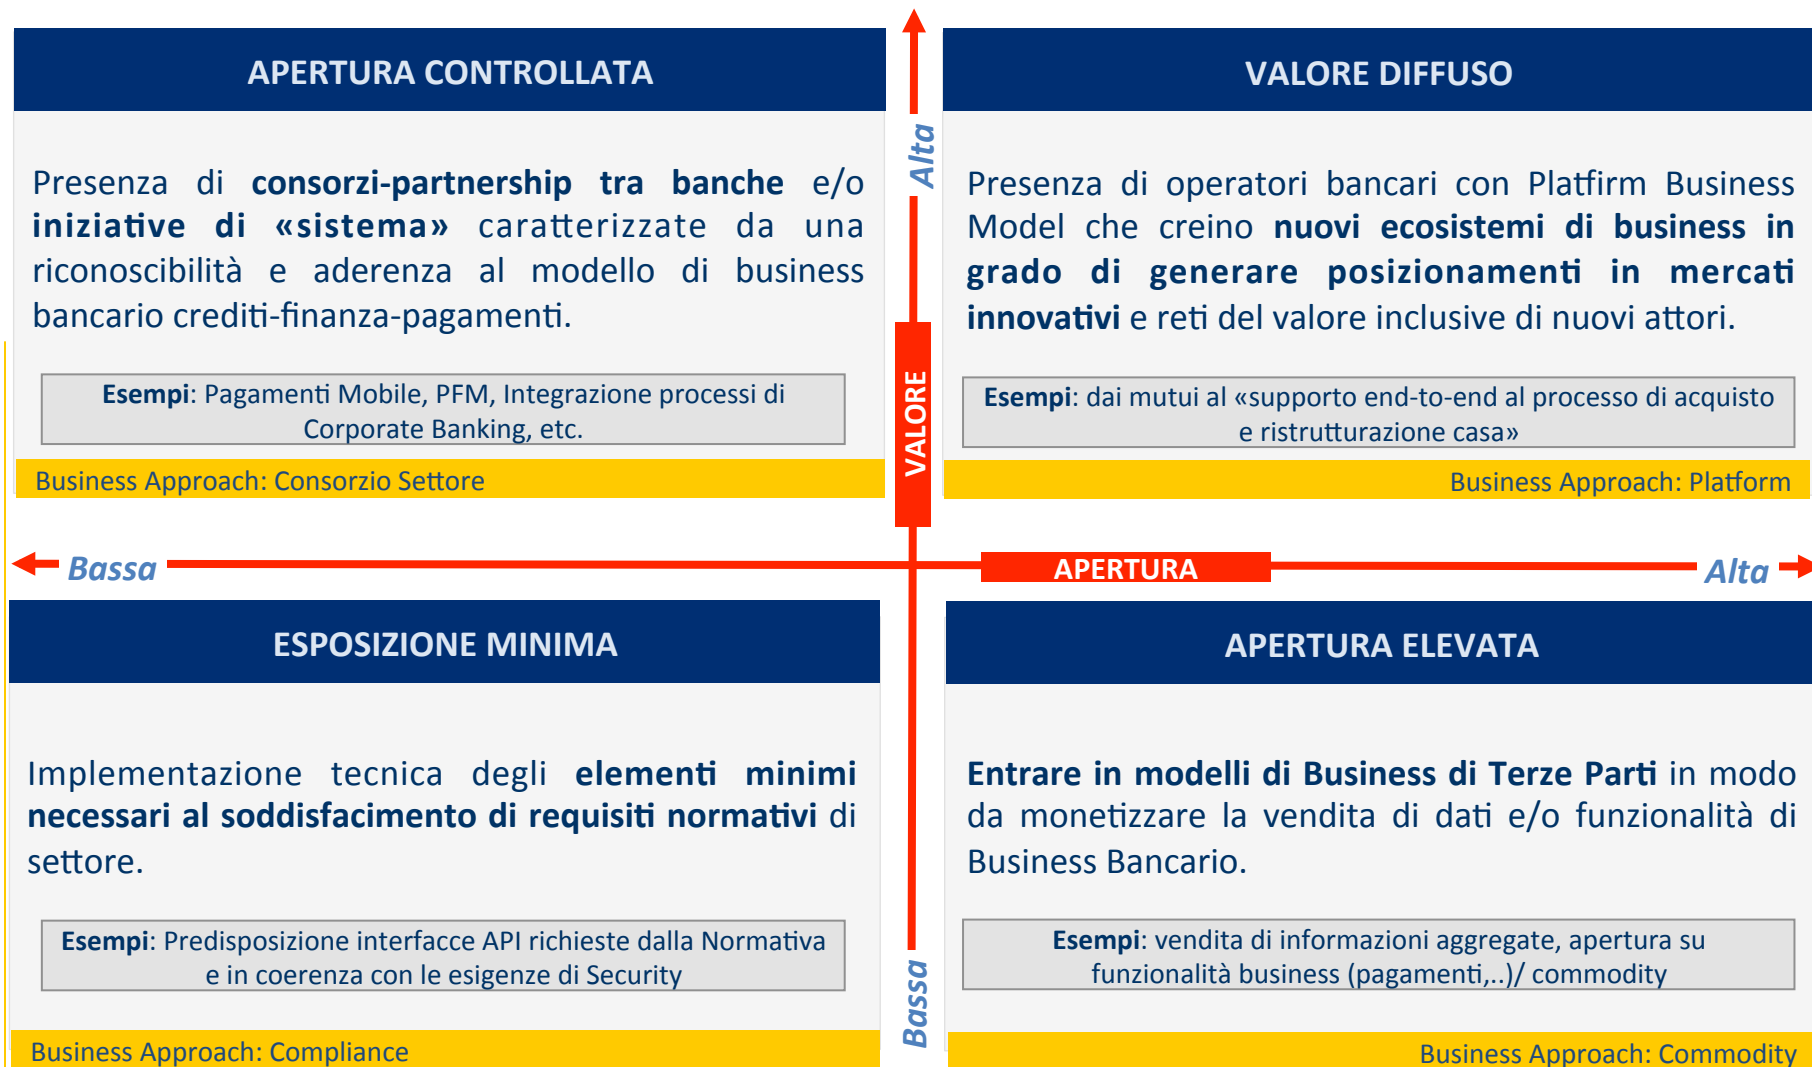 APERTURA CONTROLLATA
Presenza di consorzi-partnership tra banche e/o
iniziative di «sistema» caratterizzate da una
riconoscibilità e aderenza al modello di business
bancario crediti-finanza-pagamenti.
Esempi: Pagamenti Mobile, PFM, Integrazione processi di
Corporate Banking, etc.
Business Approach: Consorzio Settore
Alta
VALORE
VALORE DIFFUSO
Presenza di operatori bancari con Platfirm Business
Model che creino nuovi ecosistemi di business in
grado di generare posizionamenti in mercati
innovativi e reti del valore inclusive di nuovi attori.
Esempi: dai mutui al «supporto end-to-end al processo di acquisto
e ristrutturazione casa»
Business Approach: Platform
Bassa
APERTURA
Alta
ESPOSIZIONE MINIMA
Implementazione tecnica degli elementi minimi
necessari al soddisfacimento di requisiti normativi di
settore.
Esempi: Predisposizione interfacce API richieste dalla Normativa
e in coerenza con le esigenze di Security
Business Approach: Compliance
Bassa
APERTURA ELEVATA
Entrare in modelli di Business di Terze Parti in modo
da monetizzare la vendita di dati e/o funzionalità di
Business Bancario.
Esempi: vendita di informazioni aggregate, apertura su
funzionalità business (pagamenti,..)/ commodity
Business Approach: Commodity